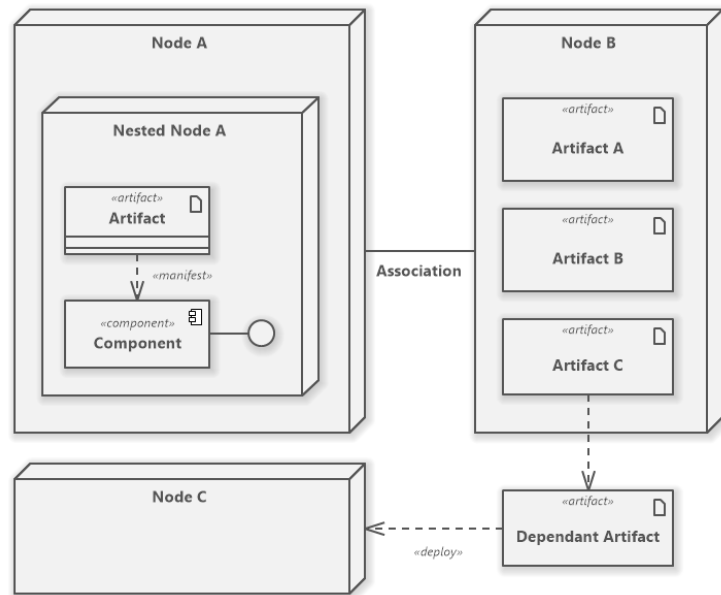 Node A
Nested Node A
«artifact»
Artifact
«manifest»
«component»
Component
Association
Node B
«artifact»
Artifact A
«artifact»
Artifact B
«artifact»
Artifact C
Node C
«deploy»
«artifact»
Dependant Artifact